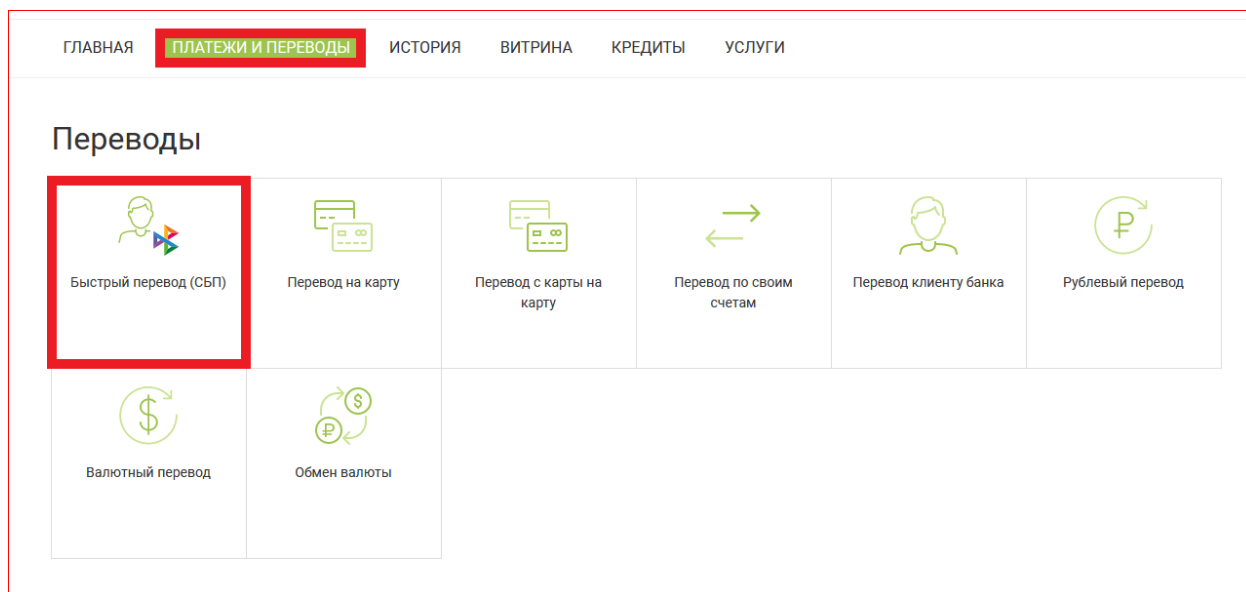 ГЛАВНАЯ ПЛАТЕЖИ И ПЕРЕВОДЫ ИСТОРИЯ ВИТРИНА КРЕДИТЫ УСЛУГИ
Переводы
Быстрый перевод (СБП)
Перевод на карту
Перевод с карты на
карту
Перевод по своим
счетам
Перевод клиенту банка
Рублевый перевод
Валютный перевод
Обмен валюты